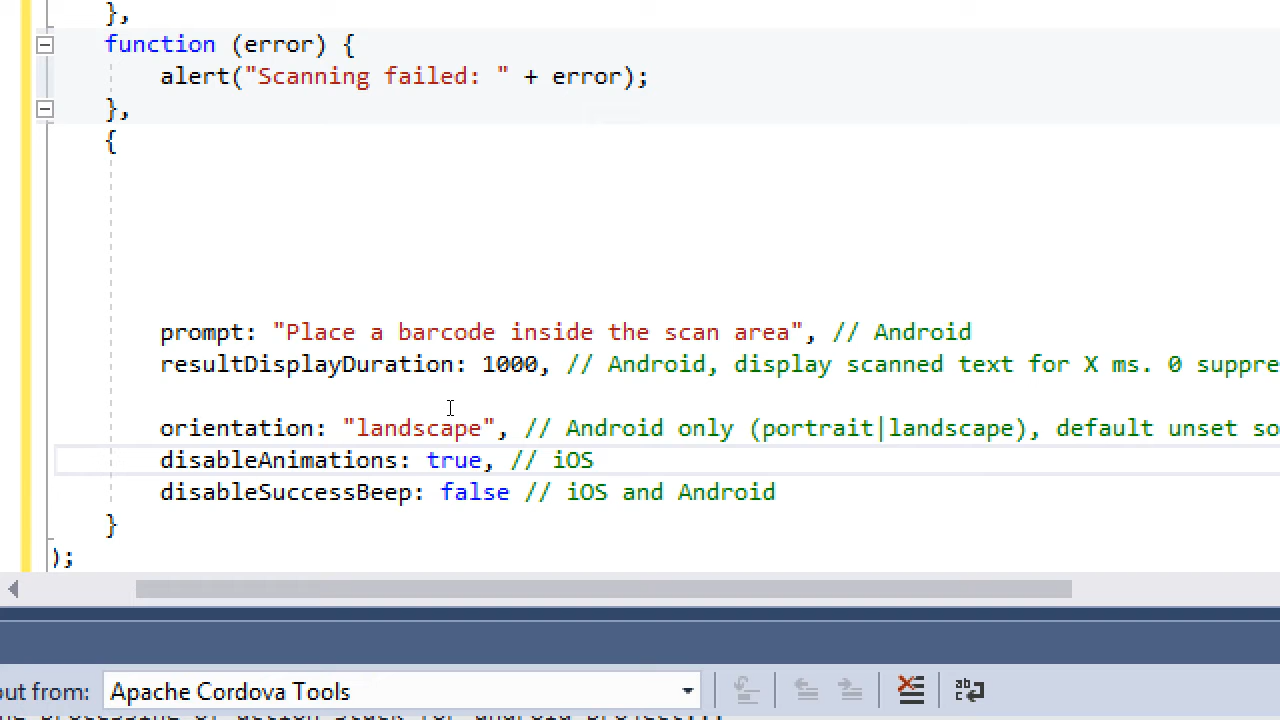 },
function (error) {
alert("Scanning failed: " + error);
},
{
prompt: "Place a barcode inside the scan area", // Android
resultDisplayDuration: 1000, // Android, display scanned text for X ms. 0 suppre
orientation: "landscape", // Android only (portrait|landscape), default unset so
disableAnimations: true, // iOS
disableSuccessBeep: false // iOS and Android
}
);
out from: Apache Cordova Tools